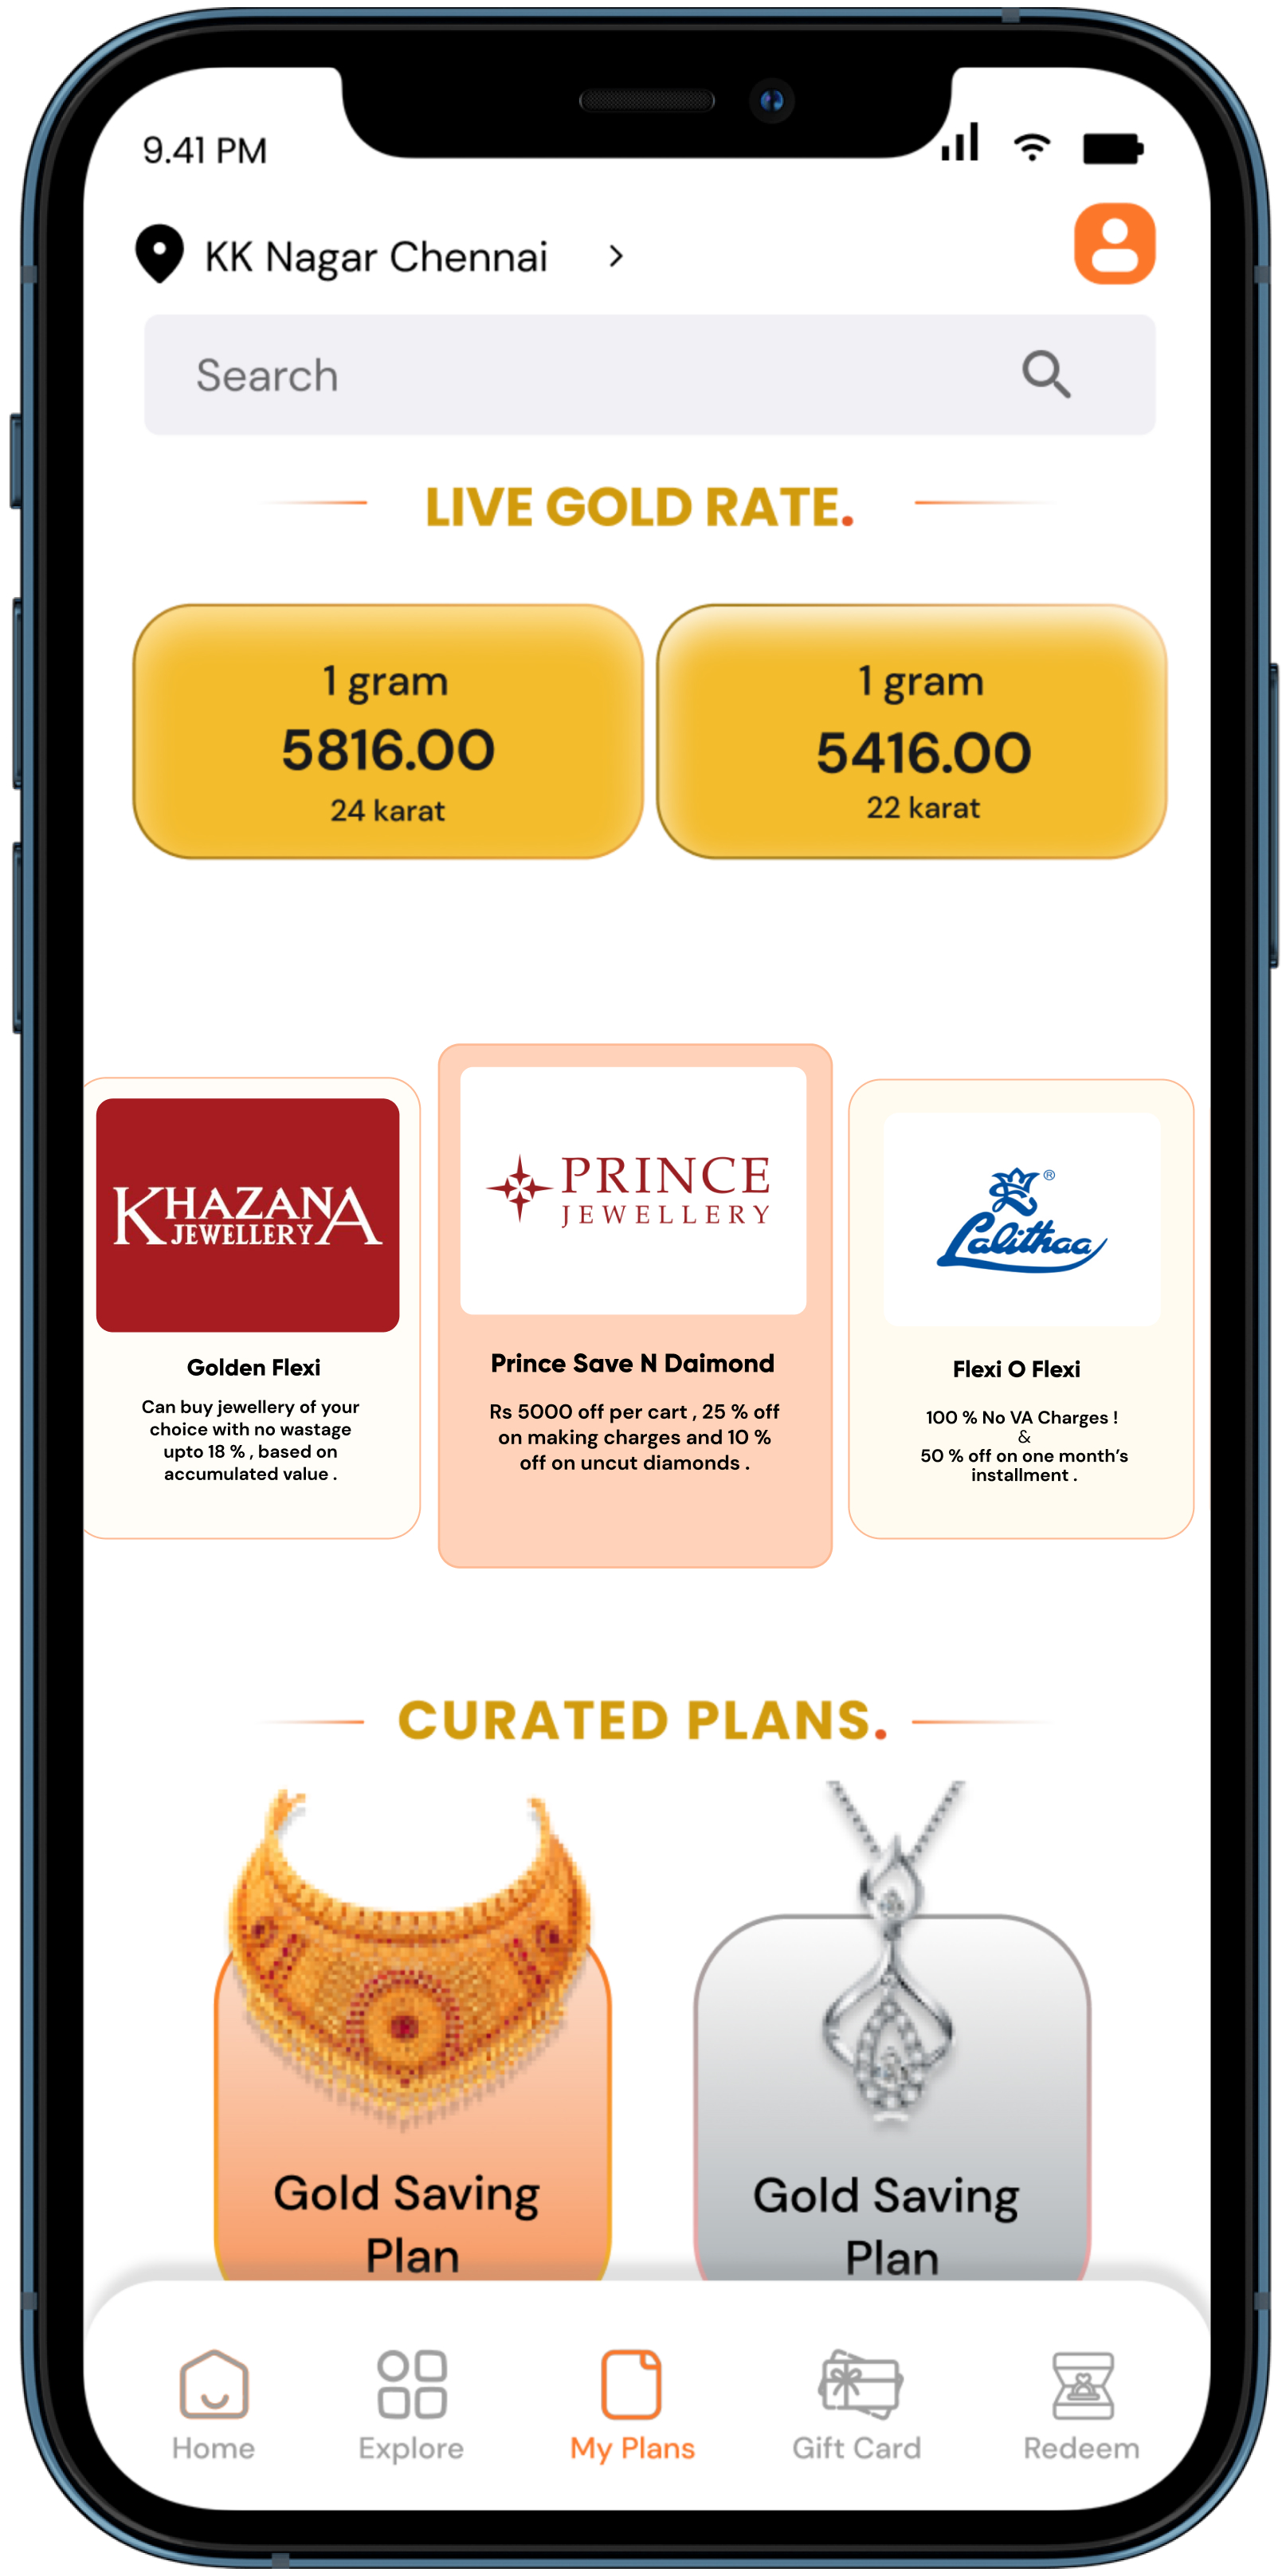 9.41 PM
KK Nagar Chennai
Search
LIVE GOLD RATE.
1 gram
5816.00
24 karat
1 gram
5416.00
22 karat
KHAZANA
JEWELLERY
Golden Flexi
Can buy jewellery of your
choice with no wastage
upto 18 % , based on
accumulated value .
PRINCE
JEWELLERY
Prince Save N Daimond
Rs 5000 off per cart , 25 % off
on making charges and 10 %
off on uncut diamonds .
®
Lalithaa
Flexi O Flexi
100 % No VA Charges !
&
50 % off on one month's
installment .
CURATED PLANS.
Gold Saving
Plan
Gold Saving
Plan
Home
Explore
My Plans
Gift Card
Redeem